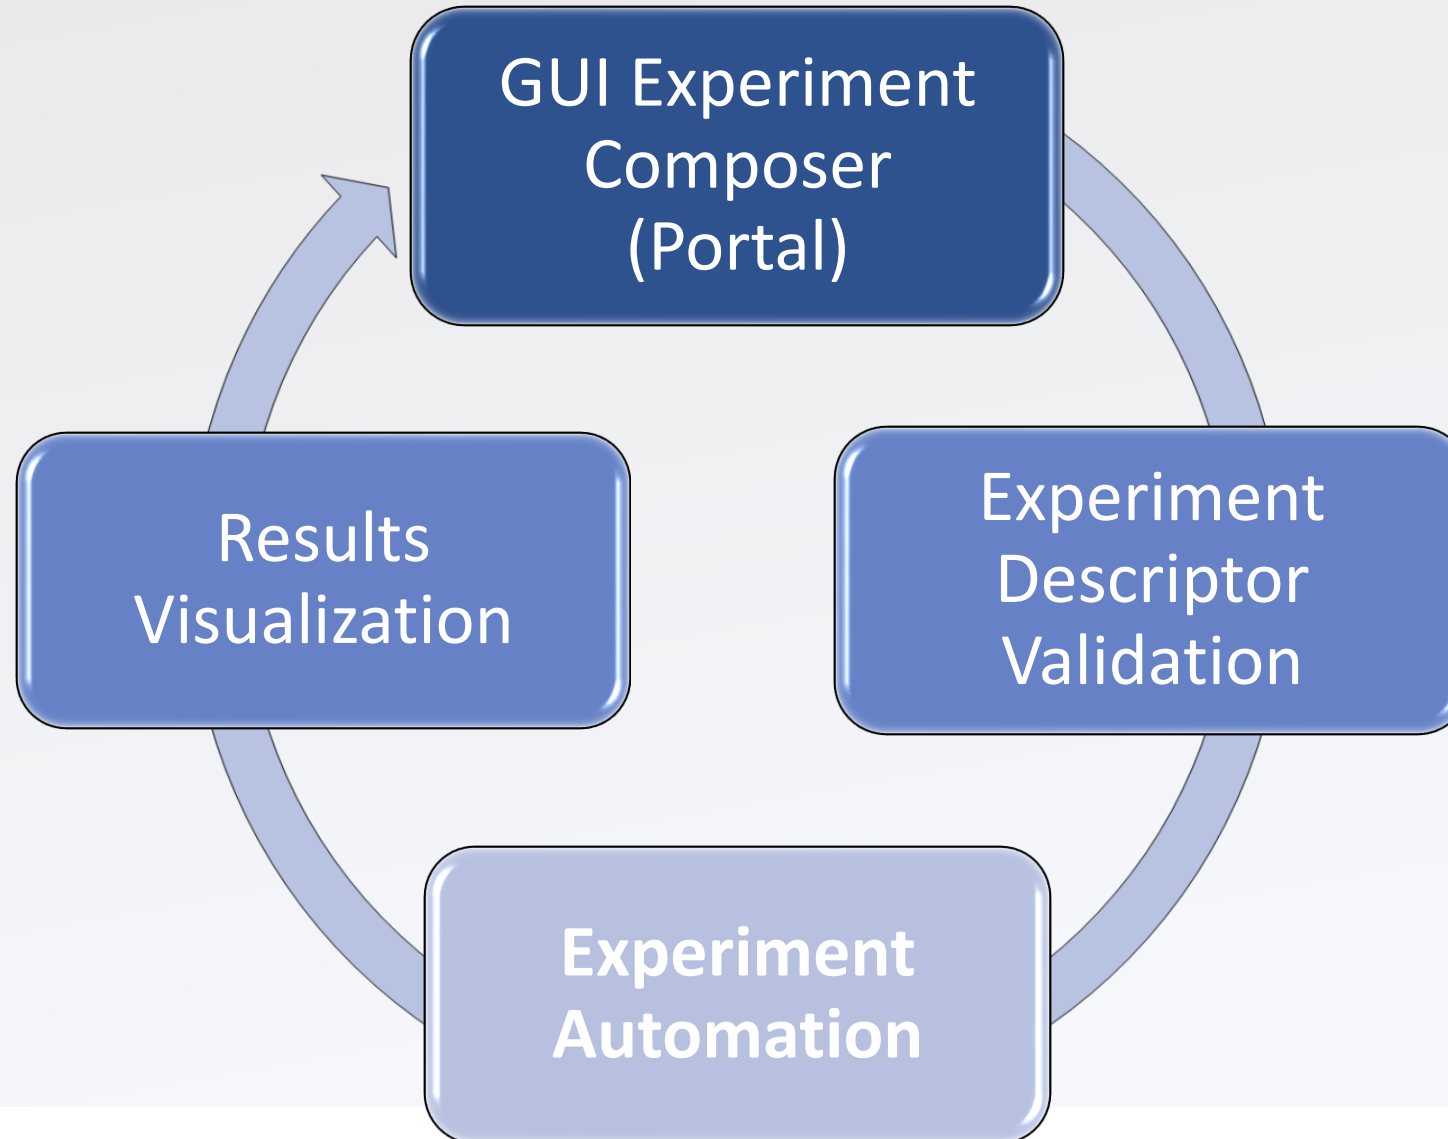 GUI Experiment
Composer
(Portal)
Results
Visualization
Experiment
Descriptor
Validation
Experiment
Automation